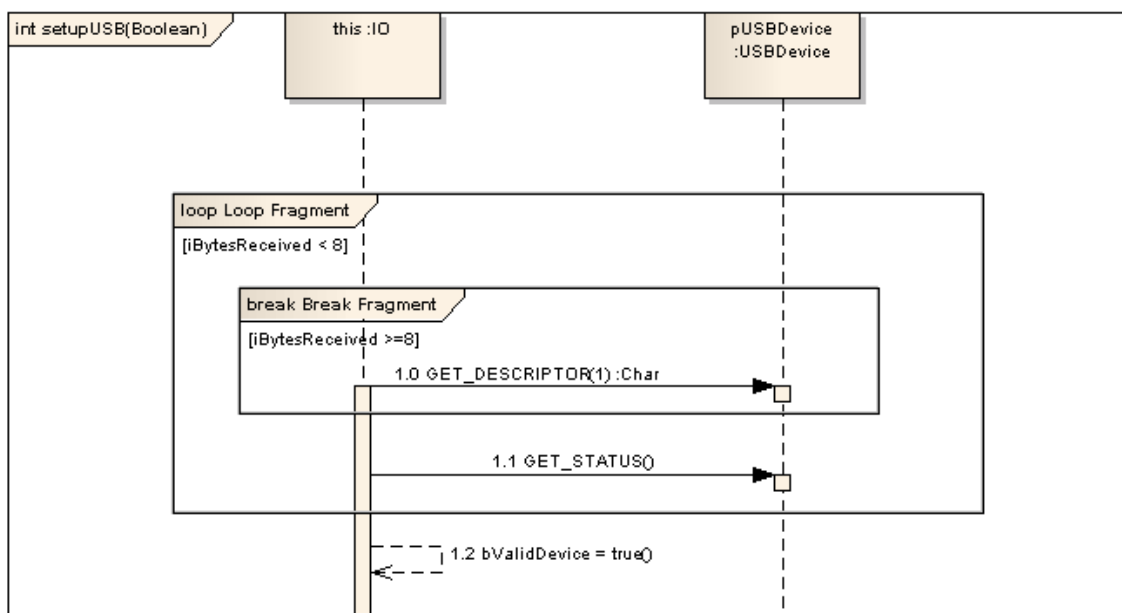 int setupUSB(Boolean)
this :IO
pUSBDevice
:USBDevice
loop Loop Fragment
[iBytesReceived < 8]
break Break Fragment
[iBytesReceived >=8]
1.0 GET_DESCRIPTOR(1) :Char
1.1 GET_STATUS()
1.2 bValidDevice = true()